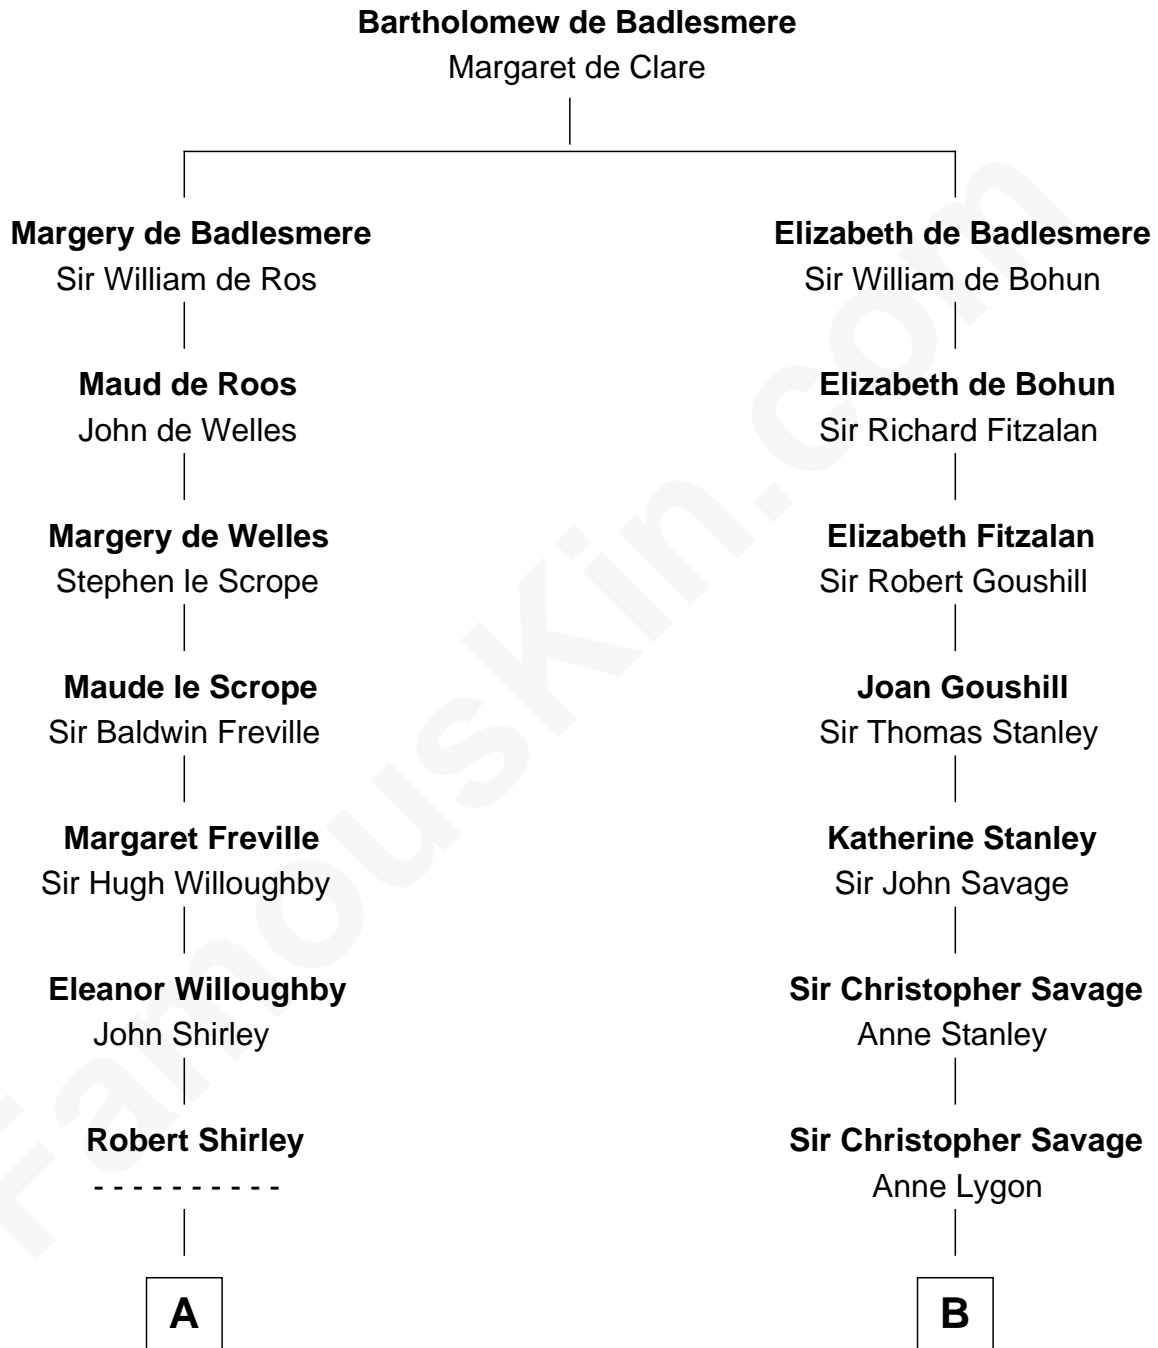 Bartholomew de Badlesmere
Margaret de Clare
Margery de Badlesmere
Sir William de Ros
Elizabeth de Badlesmere
Sir William de Bohun
Maud de Roos
John de Welles
Elizabeth de Bohun
Sir Richard Fitzalan
Margery de Welles
Stephen le Scrope
Elizabeth Fitzalan
Sir Robert Goushill
Maude le Scrope
Sir Baldwin Freville
Joan Goushill
Sir Thomas Stanley
Margaret Freville
Sir Hugh Willoughby
Katherine Stanley
Sir John Savage
Eleanor Willoughby
John Shirley
Sir Christopher Savage
Anne Stanley
Robert Shirley
- - - - - - - - - -
Sir Christopher Savage
Anne Lygon
A
B
FamousKin.com